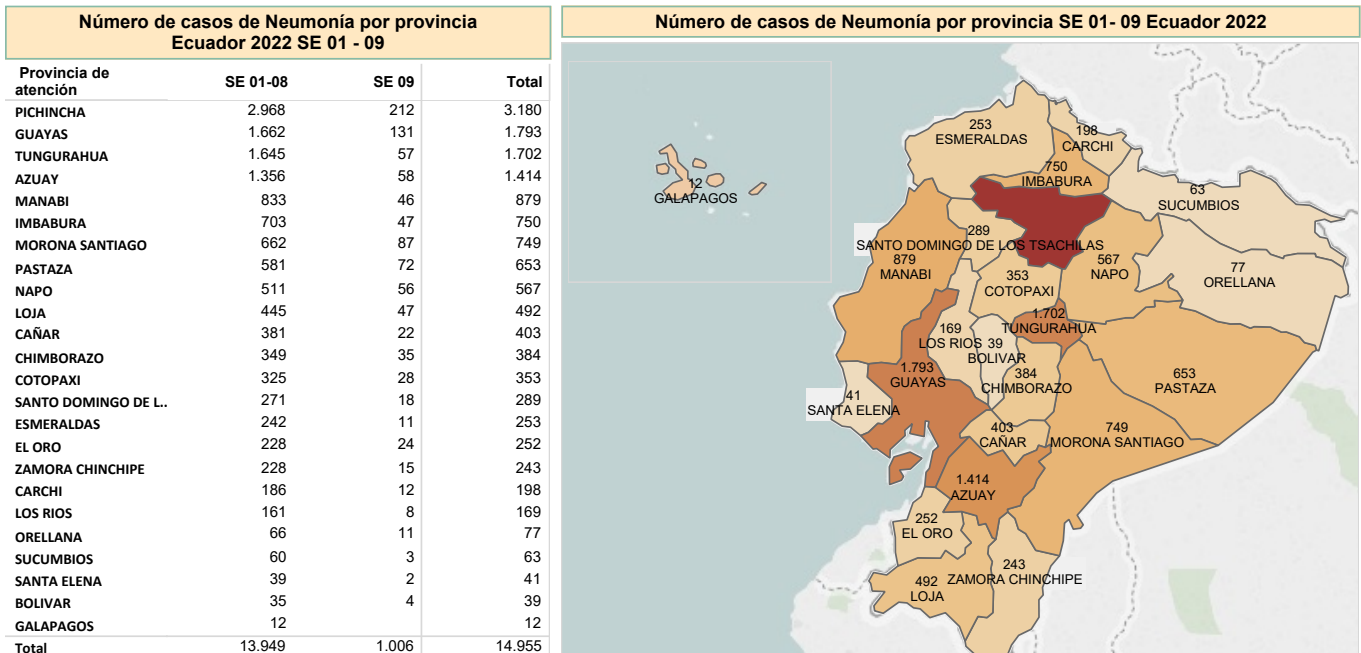 Número de casos de Neumonía por provincia
Ecuador 2022 SE 01 - 09
Provincia de
atención SE 01-08 SE 09 Total
PICHINCHA 2.968 212 3.180
GUAYAS 1.662 131 1.793
TUNGURAHUA 1.645 57 1.702
AZUAY 1.356 58 1.414
MANABI 833 46 879
IMBABURA 703 47 750
MORONA SANTIAGO 662 87 749
PASTAZA 581 72 653
NAPO 511 56 567
LOJA 445 47 492
CAÑAR 381 22 403
CHIMBORAZO 349 35 384
COTOPAXI 325 28 353
SANTO DOMINGO DE L.. 271 18 289
ESMERALDAS 242 11 253
EL ORO 228 24 252
ZAMORA CHINCHIPE 228 15 243
CARCHI 186 12 198
LOS RIOS 161 8 169
ORELLANA 66 11 77
SUCUMBIOS 60 3 63
SANTA ELENA 39 2 41
BOLIVAR 35 4 39
GALAPAGOS 12 12
Total 13.949 1.006 14.955
Número de casos de Neumonía por provincia SE 01- 09 Ecuador 2022
253
ESMERALDAS
198
CARCHI
750
IMBABURA
12
GALAPAGOS
63
SUCUMBIOS
289
SANTO DOMINGO DE LOS TSACHILAS
879
MANABI
567
NAPO
77
ORELLANA
353
COTOPAXI
1.702
TUNGURAHUA
169
LOS RIOS
39
BOLIVAR
1.793
GUAYAS
384
CHIMBORAZO
653
PASTAZA
41
SANTA ELENA
403
CAÑAR
749
MORONA SANTIAGO
1.414
AZUAY
252
EL ORO
492
LOJA
243
ZAMORA CHINCHIPE